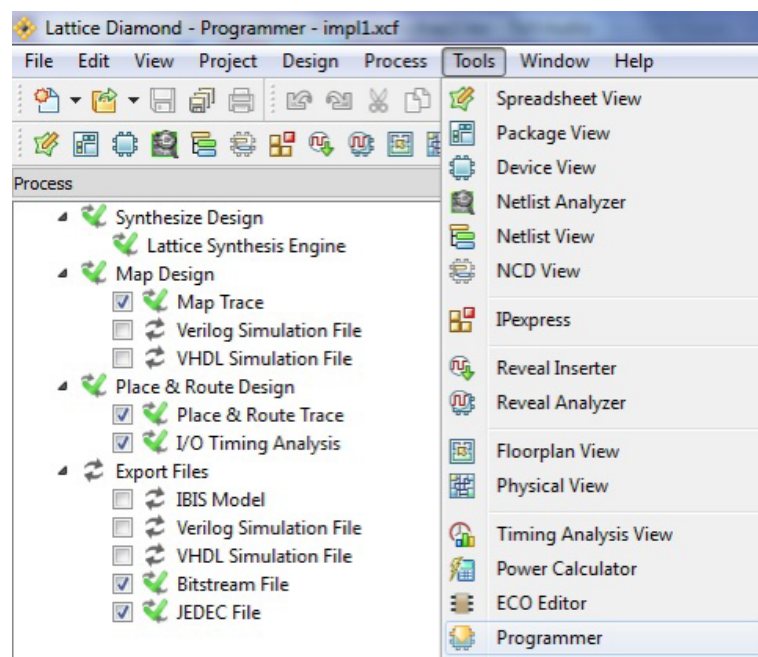 Lattice Diamond - Programmer - impl1.xcf
File Edit View Project Design Process Tools Window Help
Process
Synthesize Design
Lattice Synthesis Engine
Map Design
Map Trace
Verilog Simulation File
VHDL Simulation File
Place & Route Design
Place & Route Trace
I/O Timing Analysis
Export Files
IBIS Model
Verilog Simulation File
VHDL Simulation File
Bitstream File
JEDEC File
Spreadsheet View
Package View
Device View
Netlist Analyzer
Netlist View
NCD View
IPexpress
Reveal Inserter
Reveal Analyzer
Floorplan View
Physical View
Timing Analysis View
Power Calculator
ECO Editor
Programmer